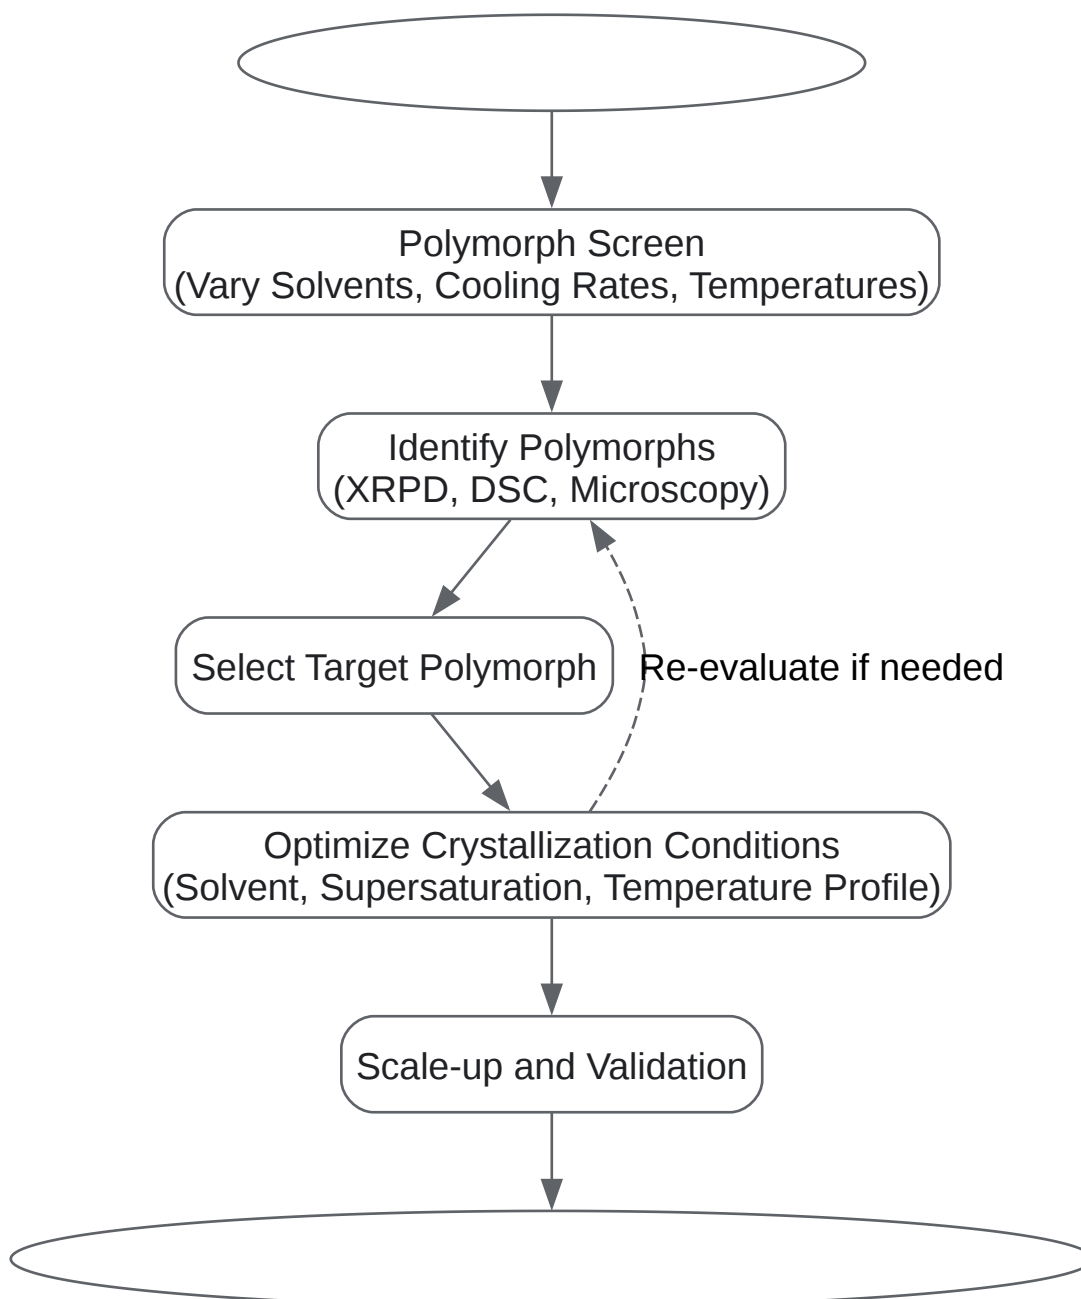 Polymorph Screen
(Vary Solvents, Cooling Rates, Temperatures)
Identify Polymorphs
(XRPD, DSC, Microscopy)
Select Target Polymorph
Re-evaluate if needed
Optimize Crystallization Conditions
(Solvent, Supersaturation, Temperature Profile)
Scale-up and Validation